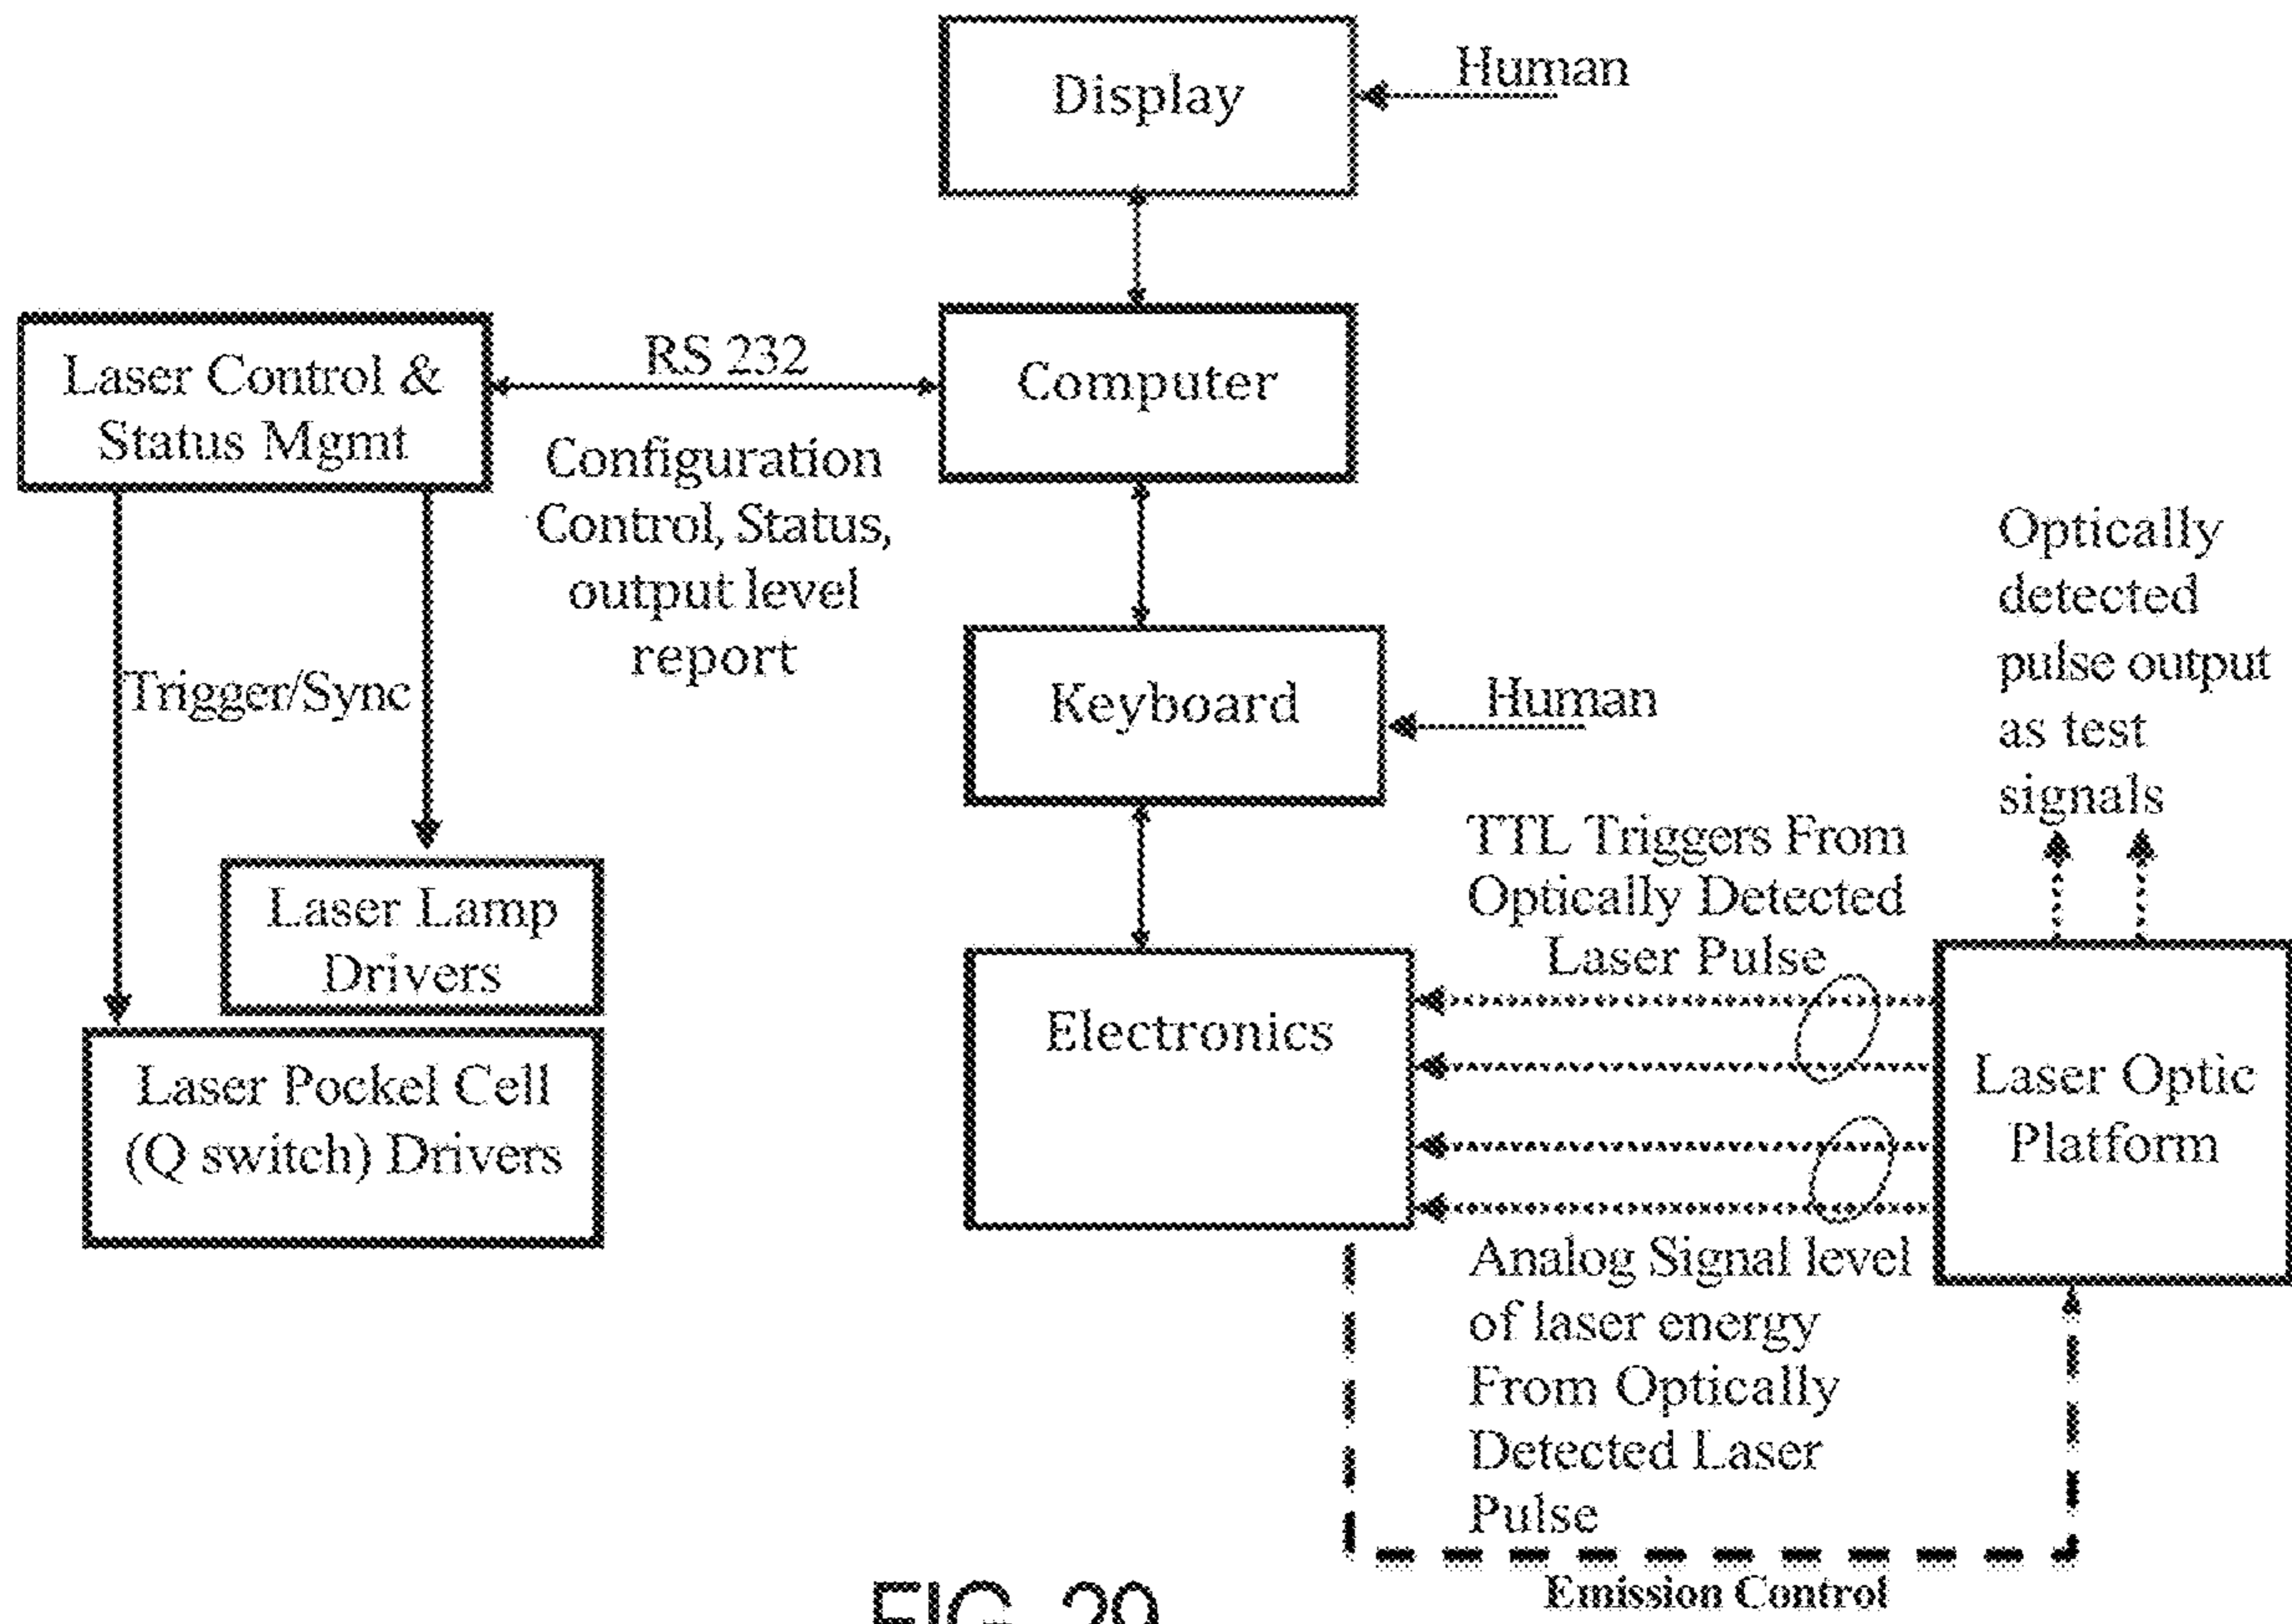 Display
Human
Laser Control &
Status Mgmt
RS 232
Computer
Configuration
Control, Status,
output level
report
Trigger/Sync
Keyboard
Human
Optically
detected
pulse output
as test
signals
Laser Lamp
Drivers
Laser Pockel Cell
(Q switch) Drivers
TTL Triggers From
Optically Detected
Laser Pulse
Electronics
Laser Optic
Platform
Analog Signal level
of laser energy
From Optically
Detected Laser
Pulse
Emission Control
FIG. 29